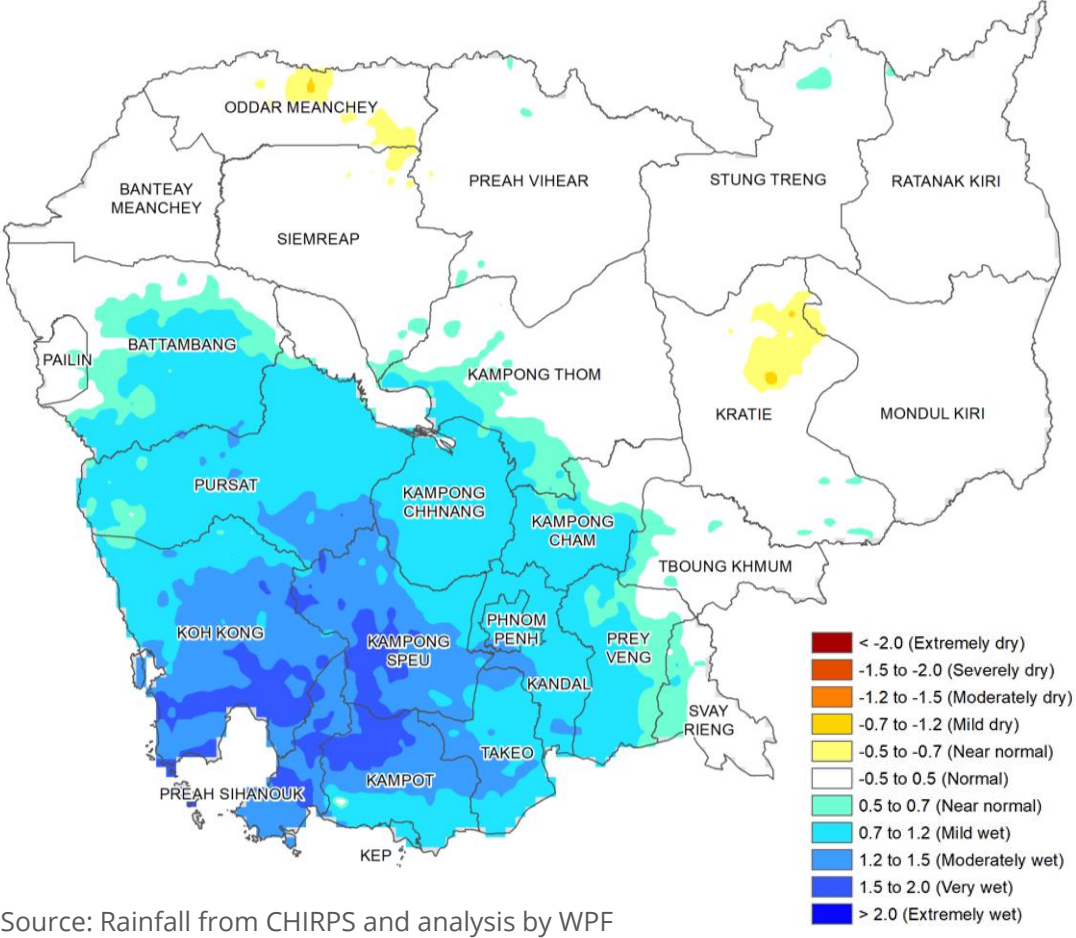 ODDAR MEANCHEY
PREAH VIHEAR
STUNG TRENG
RATANAK KIRI
BANTEAY
MEANCHEY
SIEMREAP
PAILIN
BATTAMBANG
KAMPONG THOM
KRATIE
MONDUL KIRI
PURSAT
KAMPONG
CHHNANG
KAMPONG
CHAM
TBOUNG KHMUM
KOH KONG
KAMPONG
SPEU
PHNOM
PENH
PREY
VENG
KANDAL
SVAY
RIENG
TAKEO
KAMPOT
PREAH SIHANOUK
KEP
< -2.0 (Extremely dry)
-1.5 to -2.0 (Severely dry)
-1.2 to -1.5 (Moderately dry)
-0.7 to -1.2 (Mild dry)
-0.5 to -0.7 (Near normal)
-0.5 to 0.5 (Normal)
0.5 to 0.7 (Near normal)
0.7 to 1.2 (Mild wet)
1.2 to 1.5 (Moderately wet)
1.5 to 2.0 (Very wet)
> 2.0 (Extremely wet)
Source: Rainfall from CHIRPS and analysis by WPF